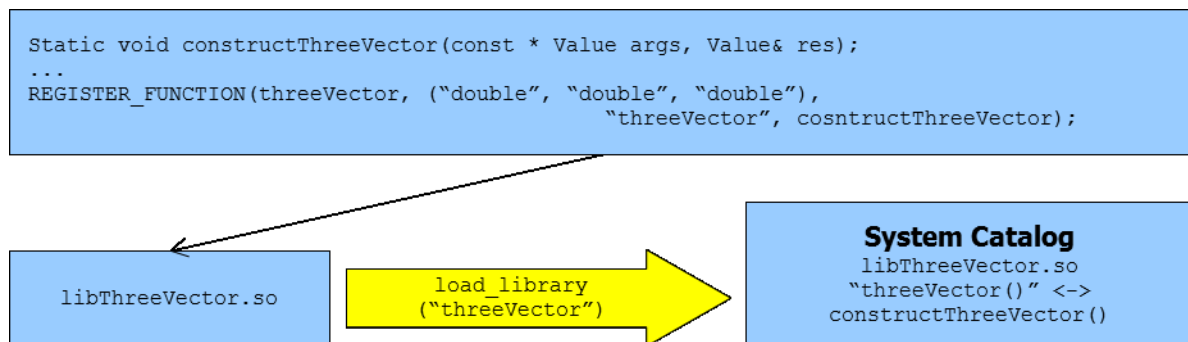 Static void constructThreeVector(const * Value args, Value& res);
...
REGISTER_FUNCTION(threeVector, (“double”, “double”, “double”),
“threeVector”, cosntructThreeVector);
libThreeVector.so
load_library
(“threeVector”)
System Catalog
libThreeVector.so
“threeVector()” <->
constructThreeVector()